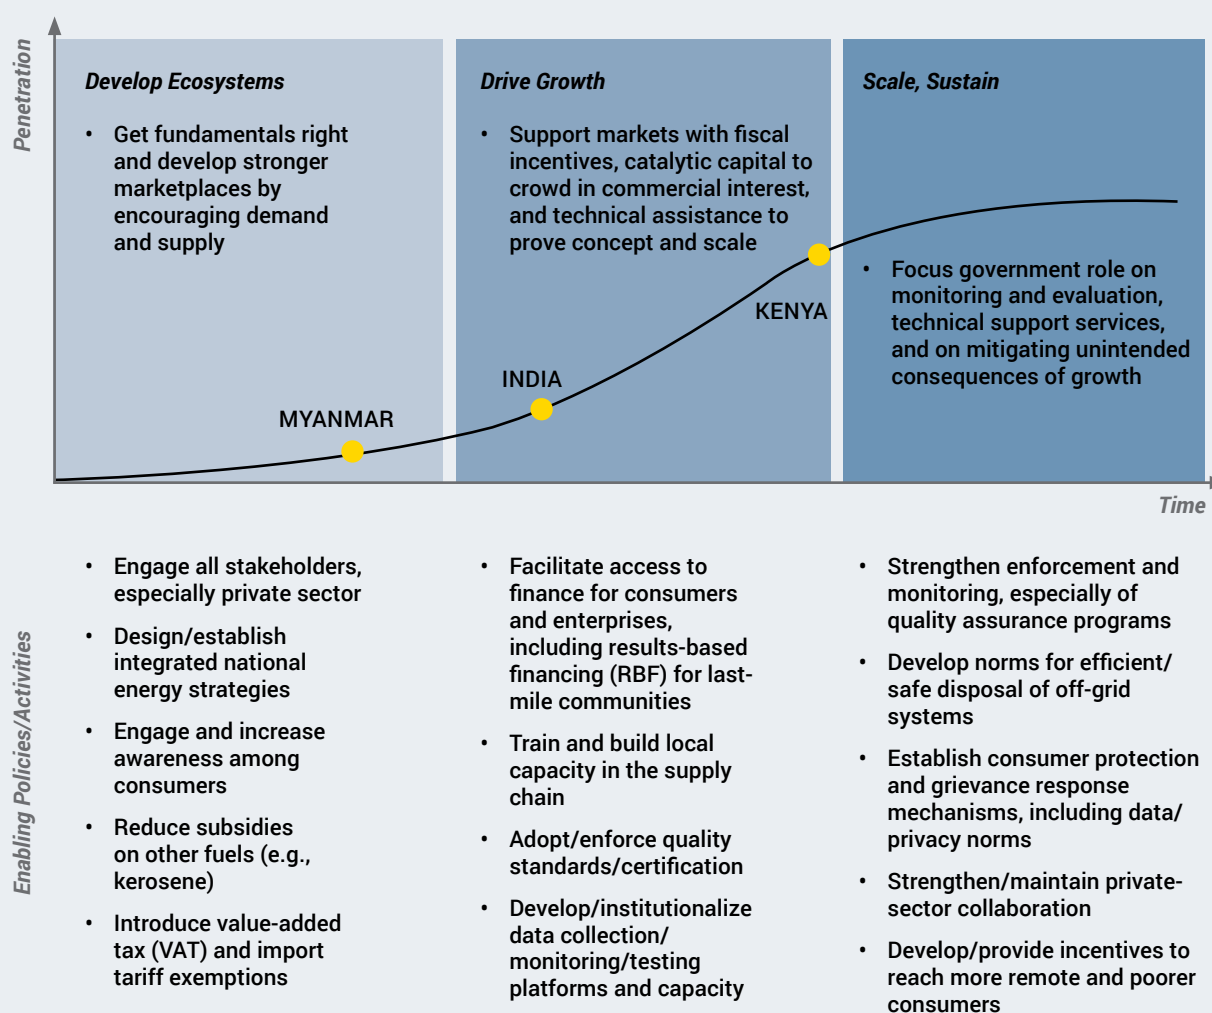 Penetration
Develop Ecosystems
• Get fundamentals right
and develop stronger
marketplaces by
encouraging demand
and supply
Drive Growth
• Support markets with fiscal
incentives, catalytic capital to
crowd in commercial interest,
and technical assistance to
prove concept and scale
Scale, Sustain
• Focus government role on
monitoring and evaluation,
technical support services,
and on mitigating unintended
consequences of growth
MYANMAR
INDIA
KENYA
Time
Enabling Policies/Activities
• Engage all stakeholders,
especially private sector
• Design/establish
integrated national
energy strategies
• Engage and increase
awareness among
consumers
• Reduce subsidies
on other fuels (e.g.,
kerosene)
• Introduce value-added
tax (VAT) and import
tariff exemptions
• Facilitate access to
finance for consumers
and enterprises,
including results-based
financing (RBF) for last-
mile communities
• Train and build local
capacity in the supply
chain
• Adopt/enforce quality
standards/certification
• Develop/institutionalize
data collection/
monitoring/testing
platforms and capacity
• Strengthen enforcement and
monitoring, especially of
quality assurance programs
• Develop norms for efficient/
safe disposal of off-grid
systems
• Establish consumer protection
and grievance response
mechanisms, including data/
privacy norms
• Strengthen/maintain private-
sector collaboration
• Develop/provide incentives to
reach more remote and poorer
consumers